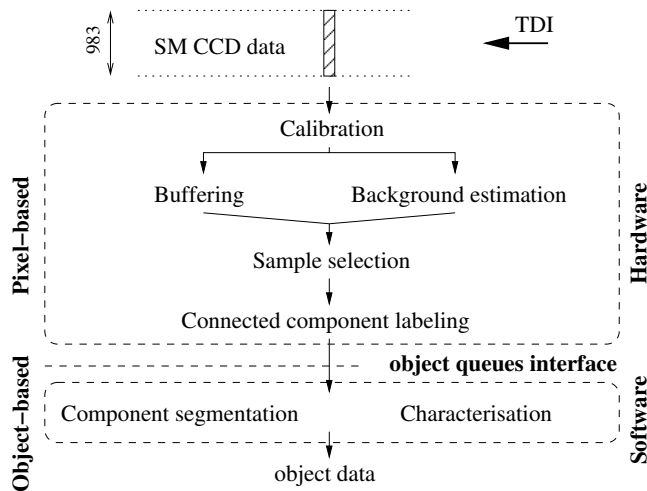 983
SM CCD data
TDI
Calibration
Buffering
Background estimation
Sample selection
Connected component labeling
Pixel−based
Hardware
object queues interface
Component segmentation
Characterisation
Object−based
Software
object data